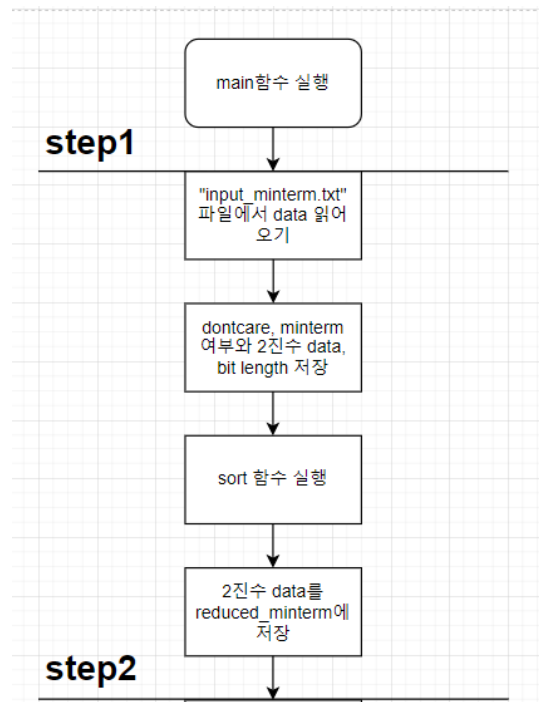 main함수 실행
step1
"input_minterm.txt"
파일에서 data 읽어
오기
dontcare, minterm
여부와 2진수 data,
bit length 저장
sort 함수 실행
2진수 data를
reduced_minterm에
저장
step2